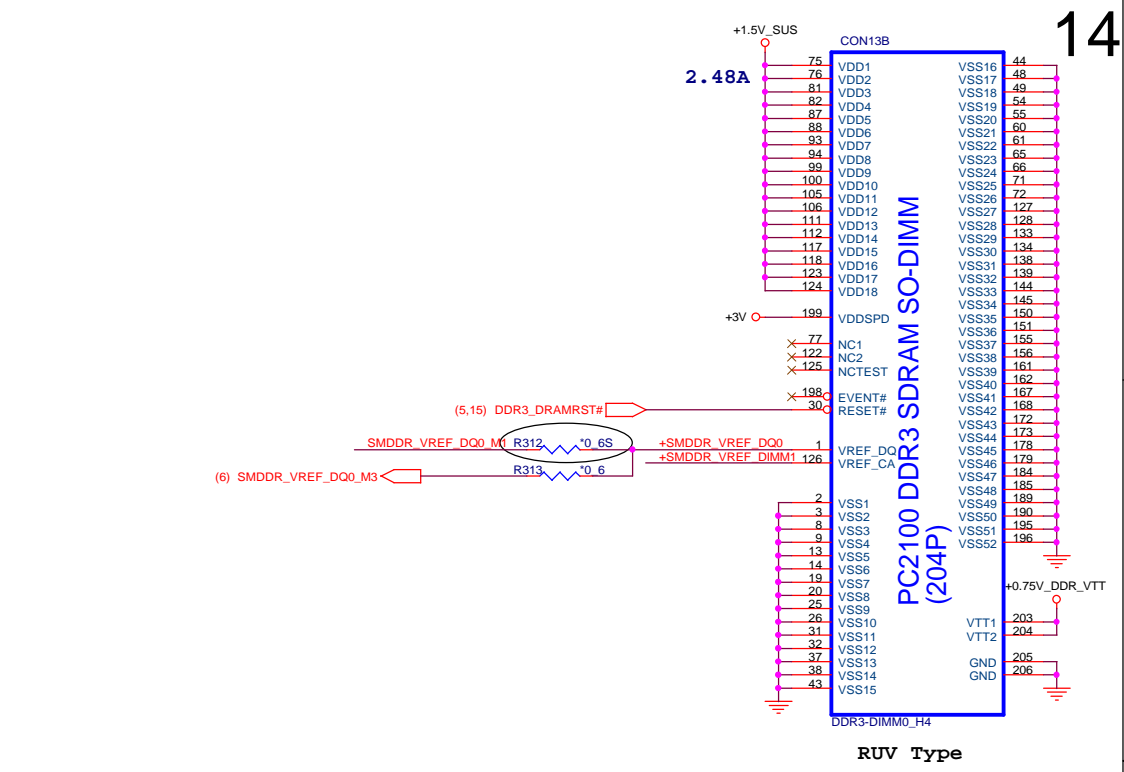 14
+1.5V_SUS
CON13B
2.48A
75 VDD1 VSS16 44
76 VDD2 VSS17 48
81 VDD3 VSS18 49
82 VDD4 VSS19 54
87 VDD5 VSS20 55
88 VDD6 VSS21 60
93 VDD7 VSS22 61
94 VDD8 VSS23 65
99 VDD9 VSS24 66
100 VDD10 VSS25 71
105 VDD11 VSS26 72
106 VDD12 VSS27 127
111 VDD13 VSS28 128
112 VDD14 VSS29 133
117 VDD15 VSS30 134
118 VDD16 VSS31 138
123 VDD17 VSS32 139
124 VDD18 VSS33 144
VSS34 145
+3V 199 VDDSPD VSS35 150
VSS36 151
77 NC1 VSS37 155
122 NC2 VSS38 156
125 NCTEST VSS39 161
VSS40 162
198 EVENT# VSS41 167
(5,15) DDR3_DRAMRST# 30 RESET# VSS42 168
VSS43 172
VSS44 173
SMDDR_VREF_DQ0_M1 R312 *0_6S +SMDDR_VREF_DQ0 1 VREF_DQ VSS45 178
+SMDDR_VREF_DIMM1 126 VREF_CA VSS46 179
(6) SMDDR_VREF_DQ0_M3 R313 *0_6 VSS47 184
VSS48 185
2 VSS1 VSS49 189
3 VSS2 VSS50 190
8 VSS3 VSS51 195
9 VSS4 VSS52 196
13 VSS5
14 VSS6
19 VSS7
20 VSS8
25 VSS9
26 VSS10
31 VSS11
32 VSS12
37 VSS13
38 VSS14
43 VSS15
PC2100 DDR3 SDRAM SO-DIMM
(204P)
+0.75V_DDR_VTT
VTT1 203
VTT2 204
GND 205
GND 206
DDR3-DIMM0_H4
RUV Type